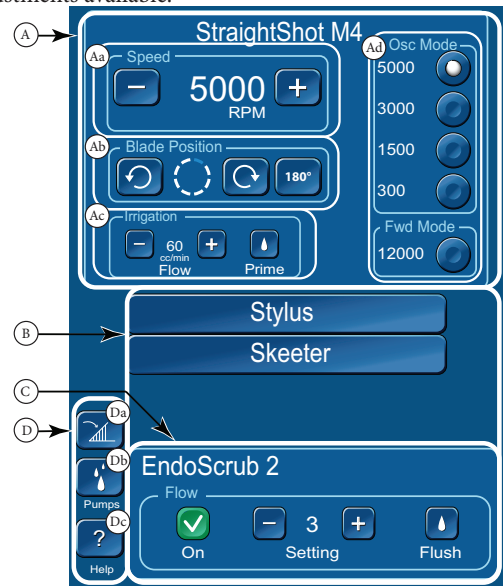 ustments available.
A
StraightShot M4
Aa
Speed
Ad
Osc Mode
−
5000
+
RPM
5000
3000
1500
300
Ab
Blade Position
180°
Ac
Irrigation
−
60
+
cc/min
Flow
Prime
Fwd Mode
12000
B
Stylus
Skeeter
C
D
Da
Db
Pumps
Dc
?
Help
EndoScrub 2
Flow
On
−
3
+
Setting
Flush